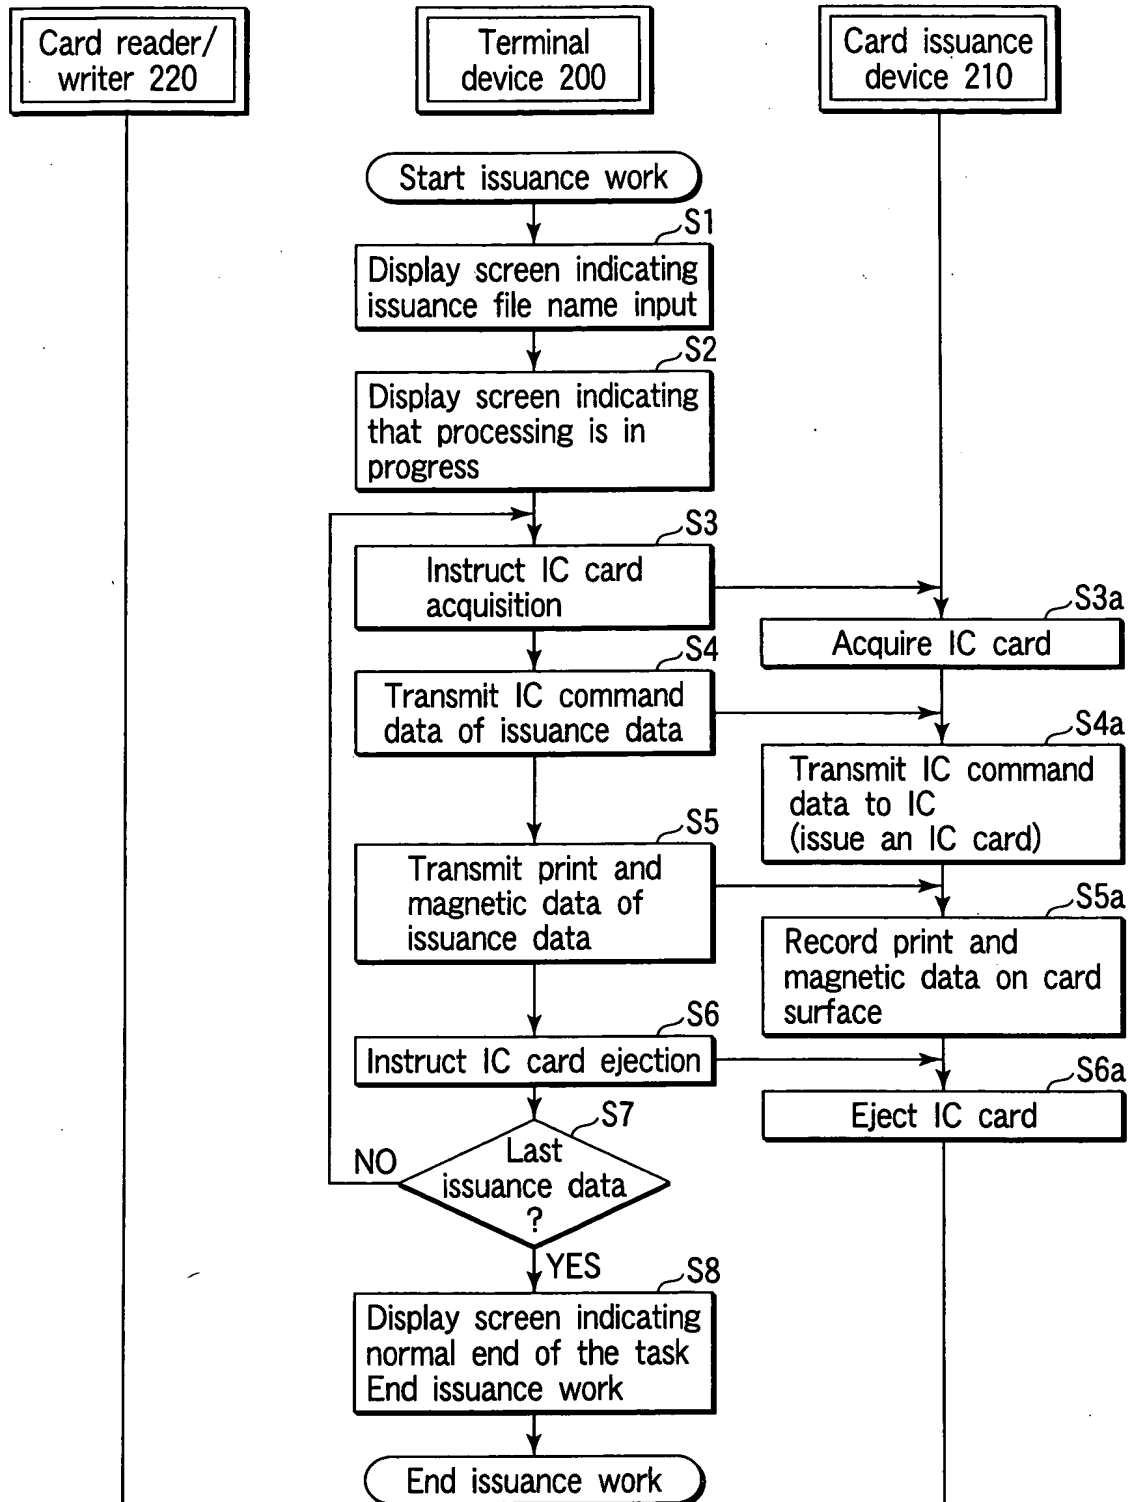 Card reader/
writer 220
Terminal
device 200
Card issuance
device 210
Start issuance work
S1
Display screen indicating
issuance file name input
S2
Display screen indicating
that processing is in
progress
S3
Instruct IC card
acquisition
S3a
Acquire IC card
S4
Transmit IC command
data of issuance data
S4a
Transmit IC command
data to IC
(issue an IC card)
S5
Transmit print and
magnetic data of
issuance data
S5a
Record print and
magnetic data on card
surface
S6
Instruct IC card ejection
S6a
Eject IC card
S7
Last
issuance data
?
NO
YES
S8
Display screen indicating
normal end of the task
End issuance work
End issuance work